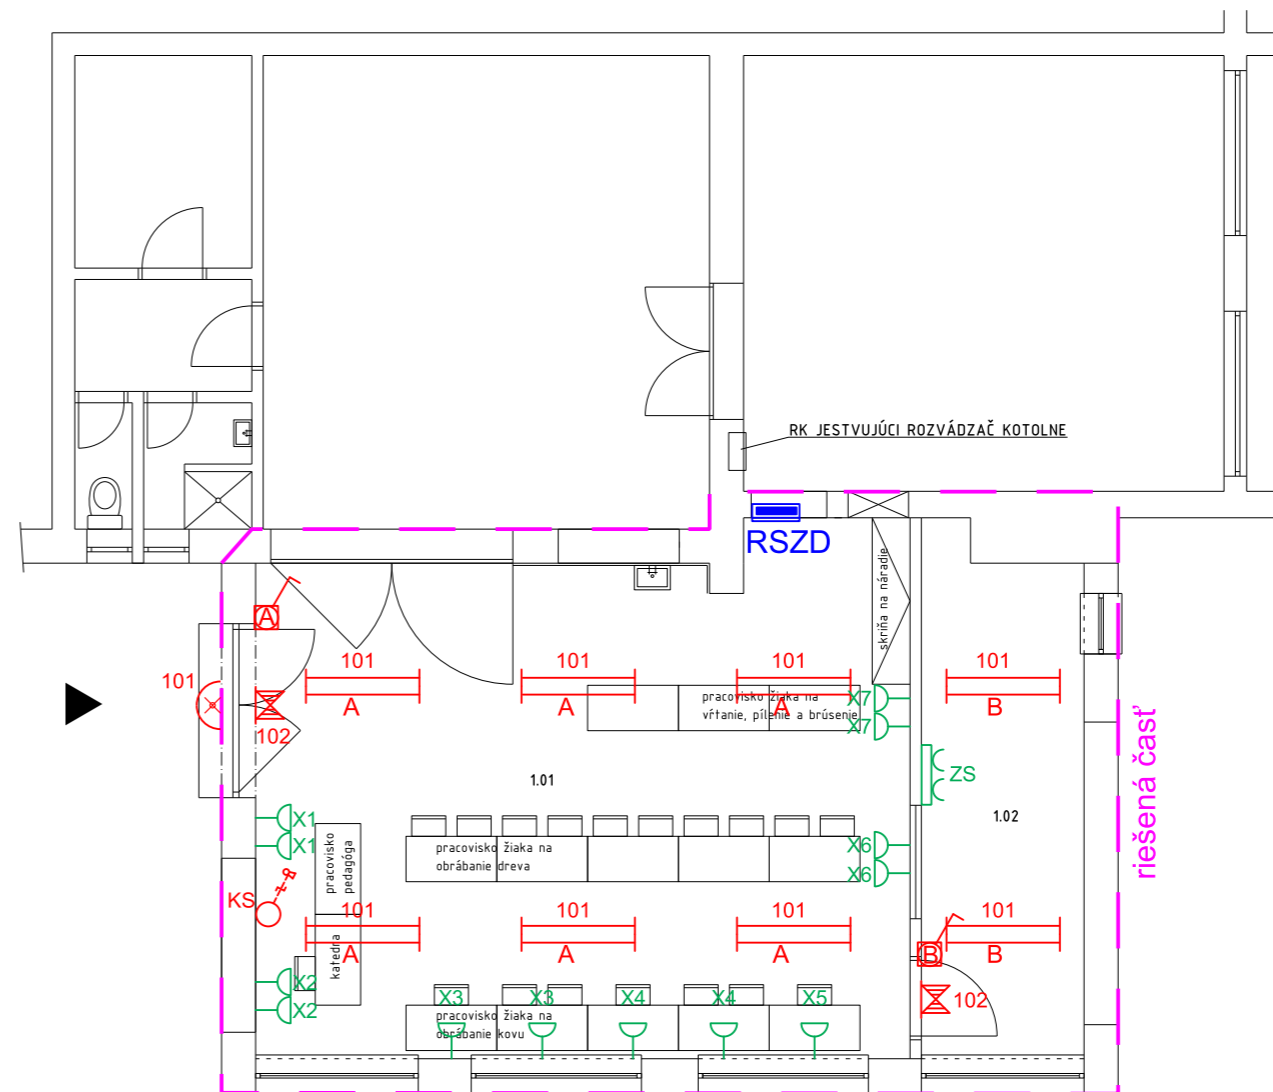 RK JESTVUJÚCI ROZVÁDZAČ KOTOLNE
RSZD
skriňa na náradie
A
101
101
101
101
101
A
A
A
B
pracovisko žiaka na
vŕtanie, pílenie a brúsenie
X7
X7
102
riešená časť
ZS
1.01
1.02
X1
X1
pracovisko
pedagóga
pracovisko žiaka na
obrábanie dreva
X6
X6
KS
101
101
101
101
A
A
A
B
B
katedna
X2
X2
X3
X3
X4
X4
X5
102
pracovisko žiaka na
obrábanie kovu